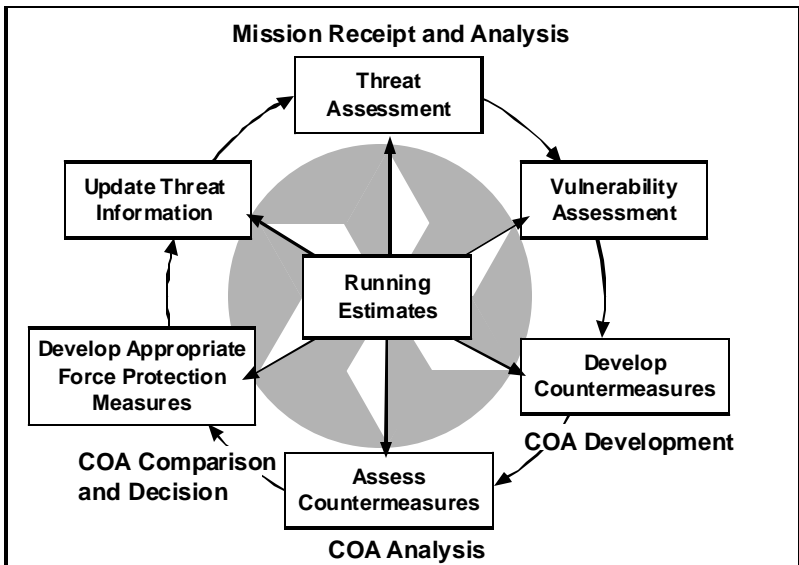 Mission Receipt and Analysis
Threat
Assessment
Update Threat
Information
Vulnerability
Assessment
Running
Estimates
Develop Appropriate
Force Protection
Measures
Develop
Countermeasures
COA Development
COA Comparison
and Decision
Assess
Countermeasures
COA Analysis